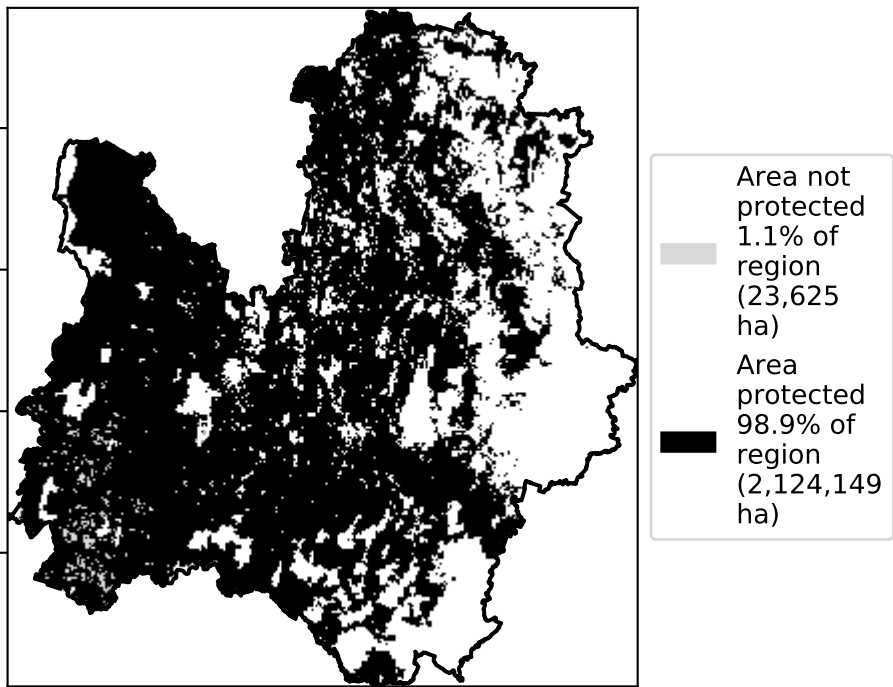 Area not
protected
1.1% of
region
(23,625
ha)
Area
protected
98.9% of
region
(2,124,149
ha)